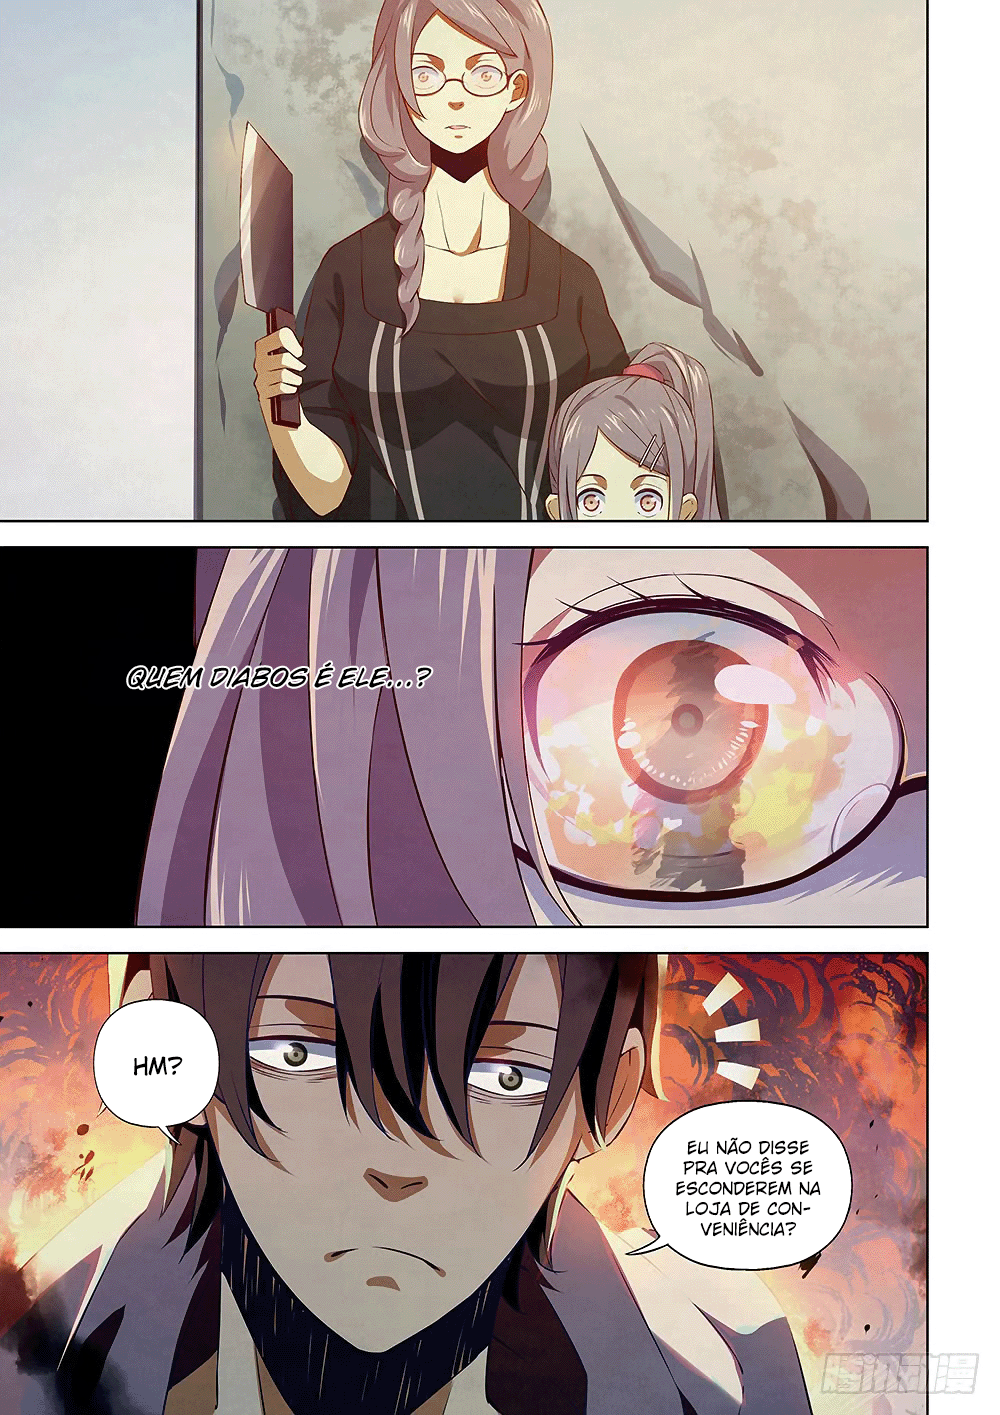 QUEM DIABOS É ELE...?
HM?
EU NÃO DISSE
PRA VOCÊS SE
ESCONDEREM NA
LOJA DE CON-
VENIÊNCIA?